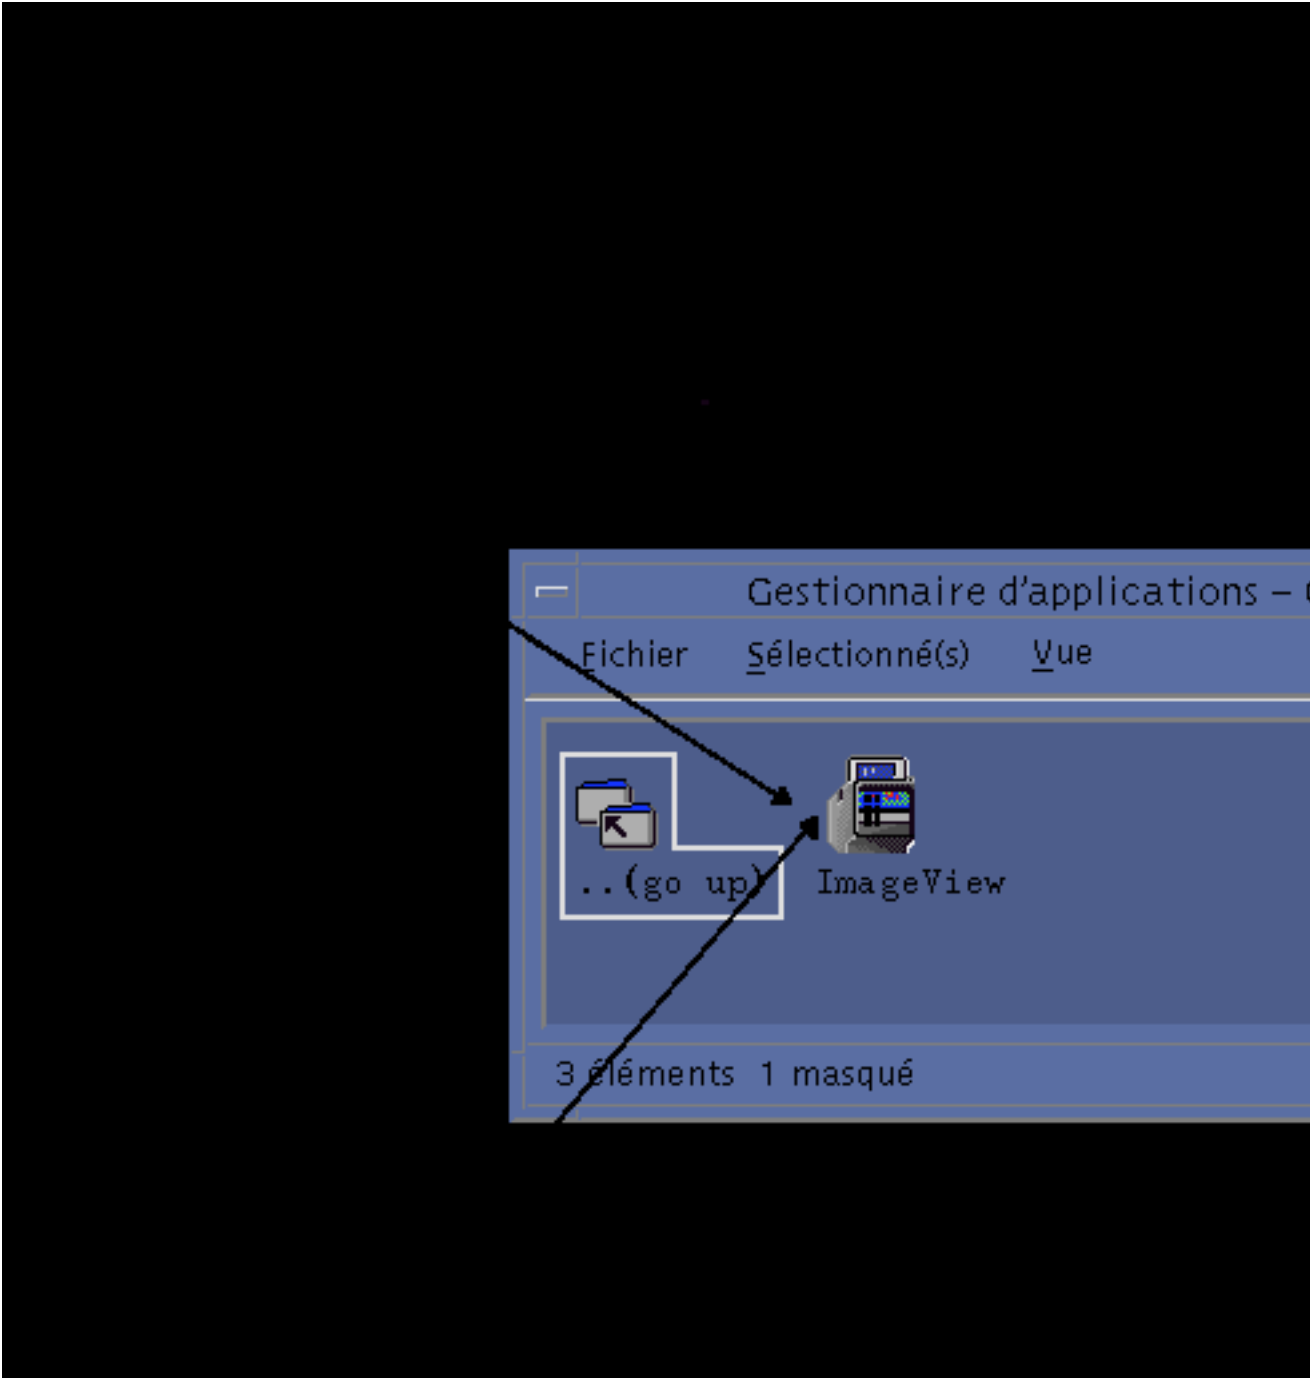 Gestionnaire d'applications –
Fichier Sélectionné(s) Vue
..(go up) ImageView
3 éléments 1 masqué